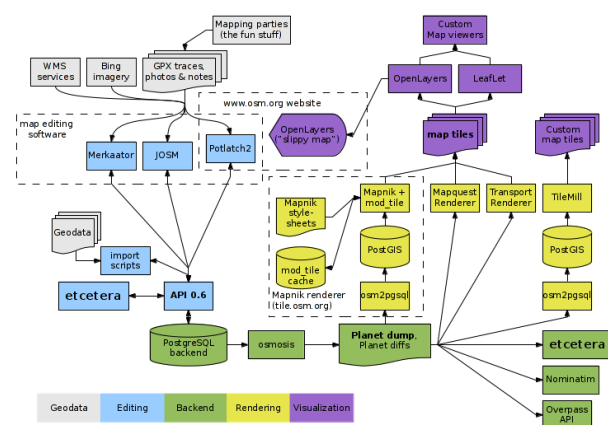 Mapping parties
(the fun stuff)
Custom
Map viewers
WMS
services
Bing
imagery
GPX traces,
photos & notes
OpenLayers
LeafLet
www.osm.org website
map editing
software
OpenLayers
("slippy map")
map tiles
Custom
map tiles
Merkaator
JOSM
Potlatch2
Mapnik
style-
sheets
Mapnik +
mod_tile
Mapquest
Renderer
Transport
Renderer
TileMill
Geodata
import
scripts
PostGIS
PostGIS
mod_tile
cache
etcetera
API 0.6
Mapnik renderer
(tile.osm.org)
osm2pgsql
osm2pgsql
PostgreSQL
backend
osmosis
Planet dump,
Planet diffs
etcetera
Nominatim
Overpass
API
Geodata
Editing
Backend
Rendering
Visualization